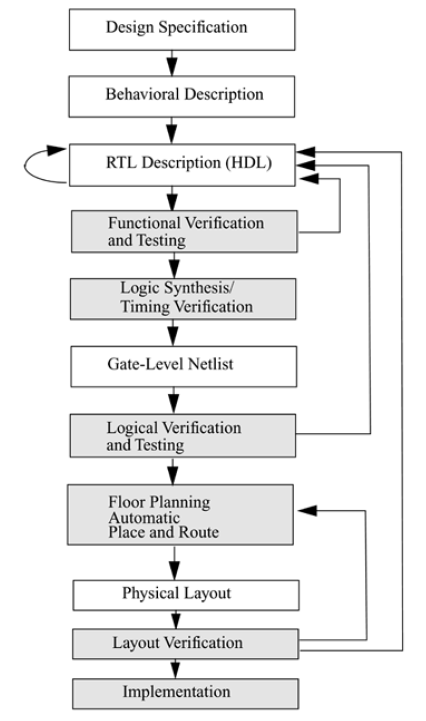 Design Specification
Behavioral Description
RTL Description (HDL)
Functional Verification
and Testing
Logic Synthesis/
Timing Verification
Gate-Level Netlist
Logical Verification
and Testing
Floor Planning
Automatic
Place and Route
Physical Layout
Layout Verification
Implementation